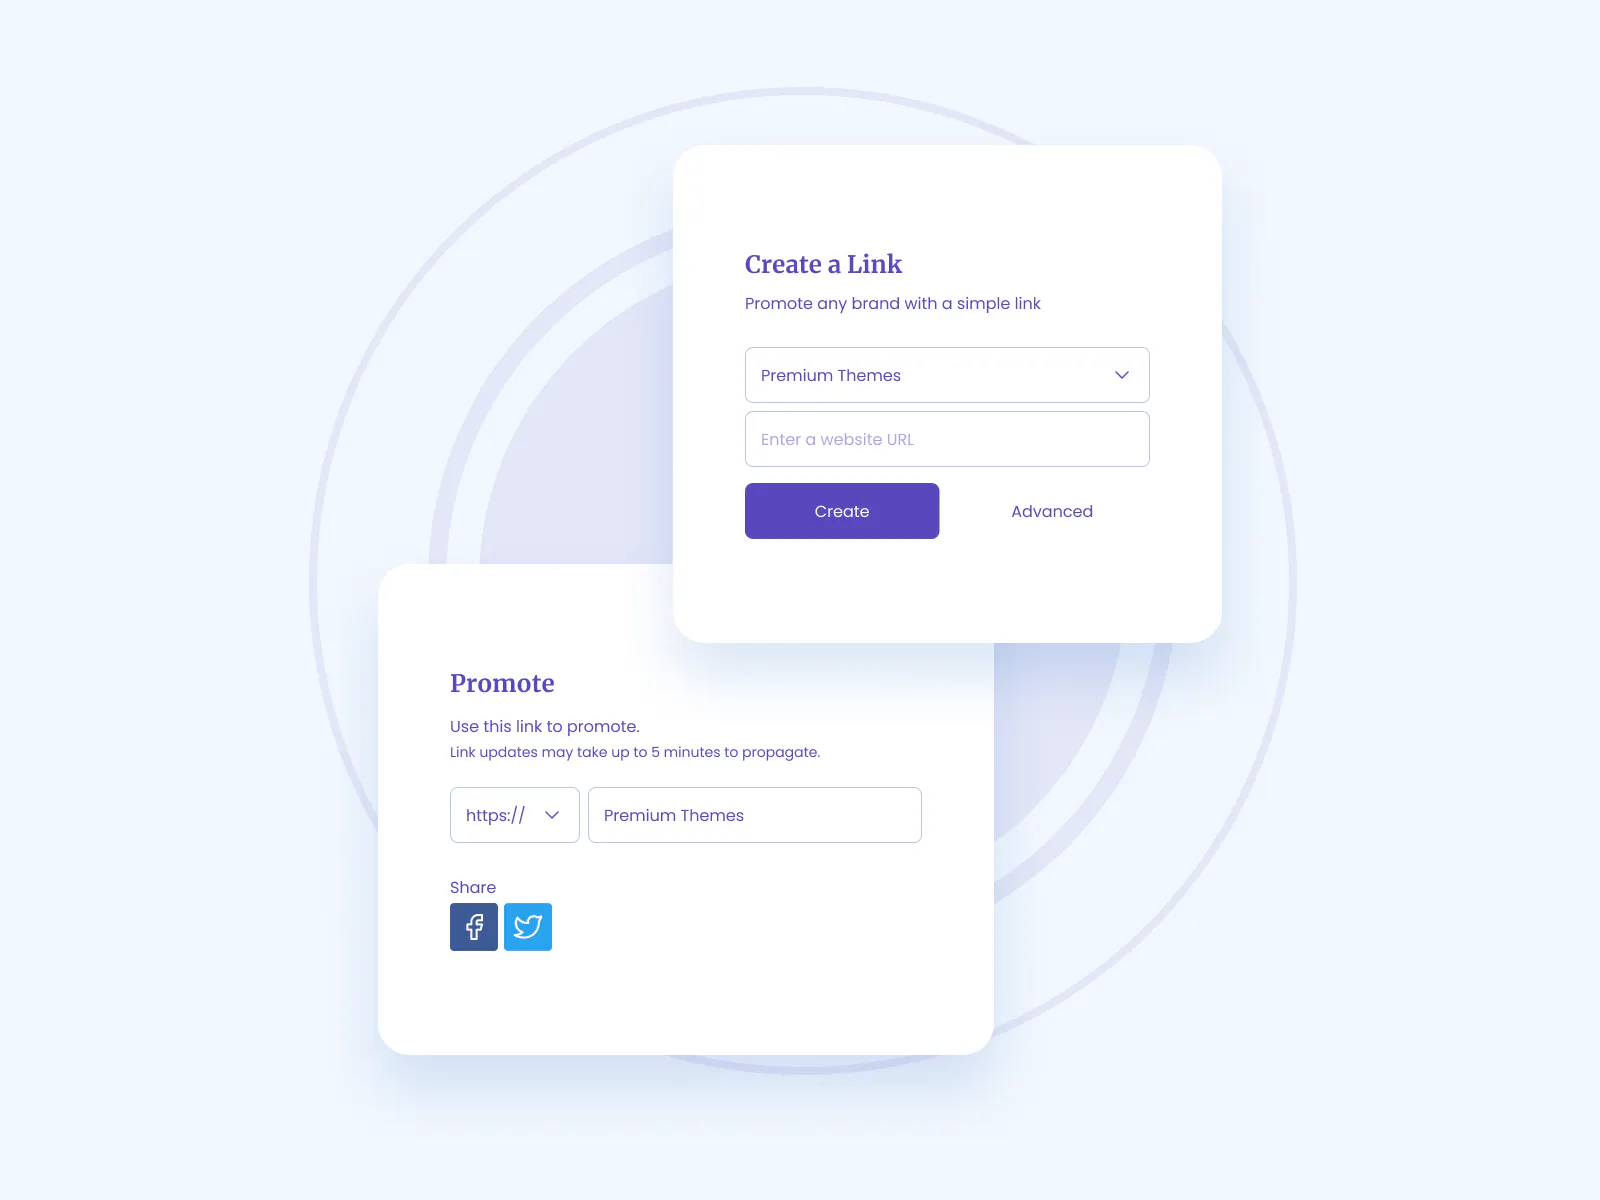 Create a Link
Promote any brand with a simple link
Premium Themes
Enter a website URL
Create
Advanced
Promote
Use this link to promote.
Link updates may take up to 5 minutes to propagate.
https://
Premium Themes
Share